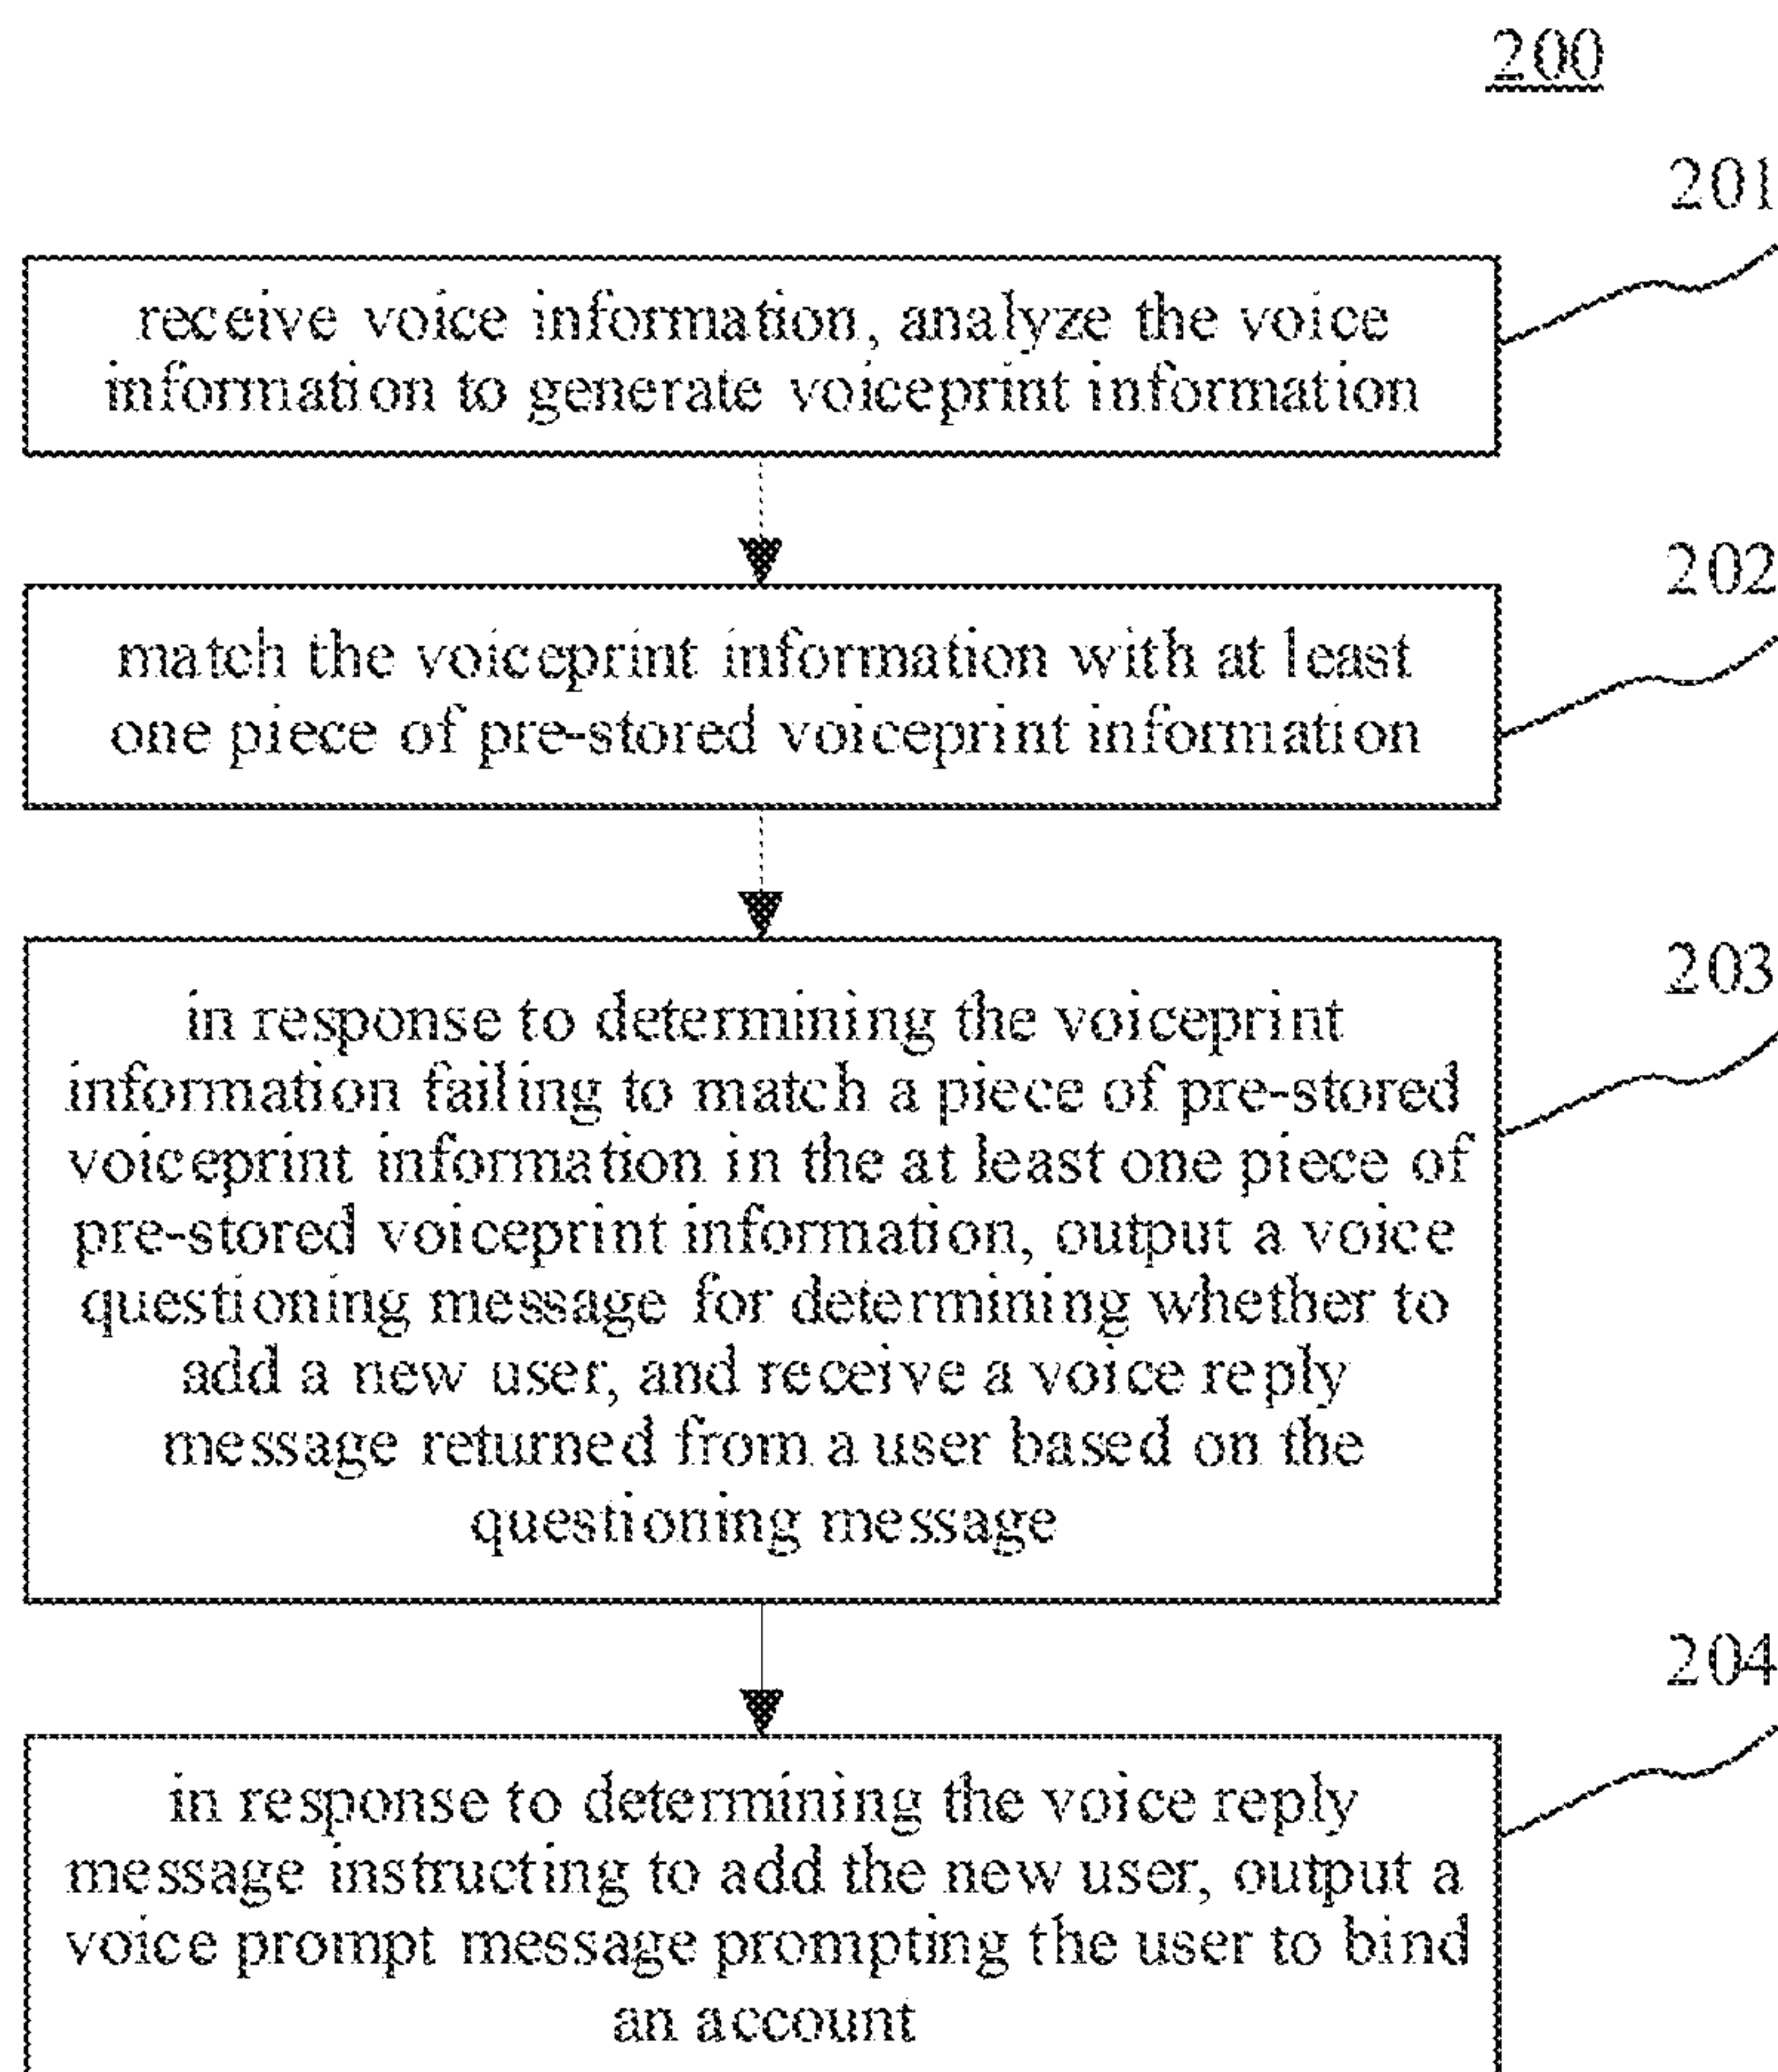 200
201
receive voice information, analyze the voice
information to generate voiceprint information
202
match the voiceprint information with at least
one piece of pre-stored voiceprint information
203
in response to determining the voiceprint
information failing to match a piece of pre-stored
voiceprint information in the at least one piece of
pre-stored voiceprint information, output a voice
questioning message for determining whether to
add a new user, and receive a voice reply
message returned from a user based on the
questioning message
204
in response to determining the voice reply
message instructing to add the new user, output a
voice prompt message prompting the user to bind
an account